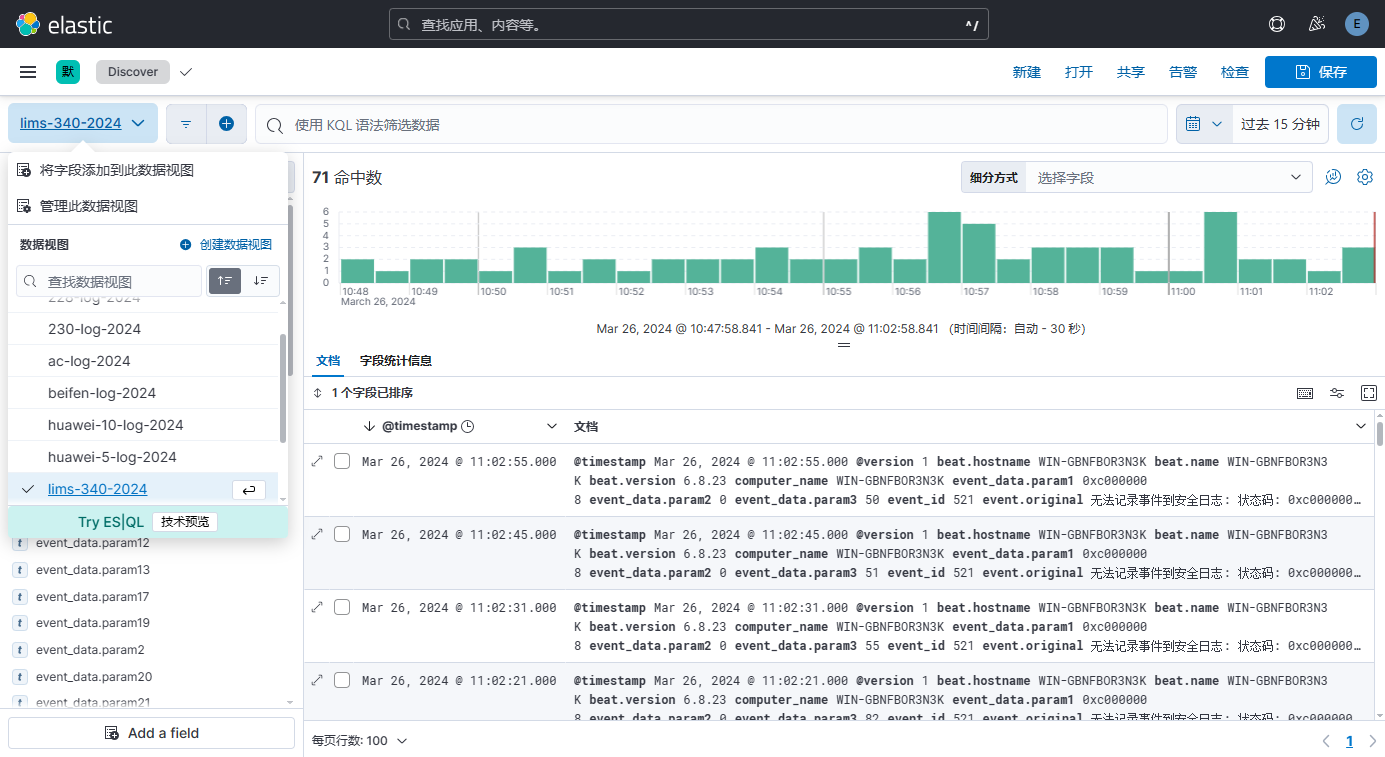 elastic
查找应用、内容等。
^/
E
默
Discover
新建
打开
共享
告警
检查
保存
lims-340-2024
使用 KQL 语法筛选数据
过去 15 分钟
将字段添加到此数据视图
管理此数据视图
数据视图
创建数据视图
查找数据视图
230-log-2024
ac-log-2024
beifen-log-2024
huawei-10-log-2024
huawei-5-log-2024
lims-340-2024
Try ES|QL
技术预览
t event_data.param12
t event_data.param13
t event_data.param17
t event_data.param19
t event_data.param2
t event_data.param20
t event_data.param21
Add a field
71 命中数
细分方式
选择字段
6
5
4
3
2
1
0
10:48 10:49 10:50 10:51 10:52 10:53 10:54 10:55 10:56 10:57 10:58 10:59 11:00 11:01 11:02
March 26, 2024
Mar 26, 2024 @ 10:47:58.841 - Mar 26, 2024 @ 11:02:58.841 （时间间隔：自动 - 30 秒）
文档
字段统计信息
1 个字段已排序
@timestamp
文档
Mar 26, 2024 @ 11:02:55.000
@timestamp Mar 26, 2024 @ 11:02:55.000 @version 1 beat.hostname WIN-GBNFBOR3N3K beat.name WIN-GBNFBOR3N3
K beat.version 6.8.23 computer_name WIN-GBNFBOR3N3K event_data.param1 0xc000000
8 event_data.param2 0 event_data.param3 50 event_id 521 event.original 无法记录事件到安全日志: 状态码: 0xc000000…
Mar 26, 2024 @ 11:02:45.000
@timestamp Mar 26, 2024 @ 11:02:45.000 @version 1 beat.hostname WIN-GBNFBOR3N3K beat.name WIN-GBNFBOR3N3
K beat.version 6.8.23 computer_name WIN-GBNFBOR3N3K event_data.param1 0xc000000
8 event_data.param2 0 event_data.param3 51 event_id 521 event.original 无法记录事件到安全日志: 状态码: 0xc000000…
Mar 26, 2024 @ 11:02:31.000
@timestamp Mar 26, 2024 @ 11:02:31.000 @version 1 beat.hostname WIN-GBNFBOR3N3K beat.name WIN-GBNFBOR3N3
K beat.version 6.8.23 computer_name WIN-GBNFBOR3N3K event_data.param1 0xc000000
8 event_data.param2 0 event_data.param3 55 event_id 521 event.original 无法记录事件到安全日志: 状态码: 0xc000000…
Mar 26, 2024 @ 11:02:21.000
@timestamp Mar 26, 2024 @ 11:02:21.000 @version 1 beat.hostname WIN-GBNFBOR3N3K beat.name WIN-GBNFBOR3N3
K beat.version 6.8.23 computer_name WIN-GBNFBOR3N3K event_data.param1 0xc000000
8 event_data.param2 0 event_data.param3 82 event_id 521 event.original 无法记录事件到安全日志: 状态码: 0xc000000…
每页行数: 100
1